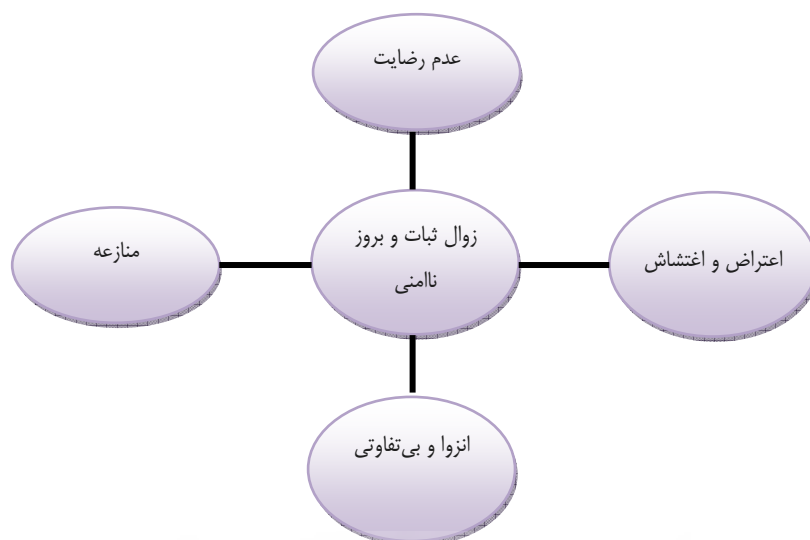 عدم رضایت
زوال ثبات و بروز
ناامنی
اعتراض و اغتشاش
منازعه
انزوا و بی‌تفاوتی